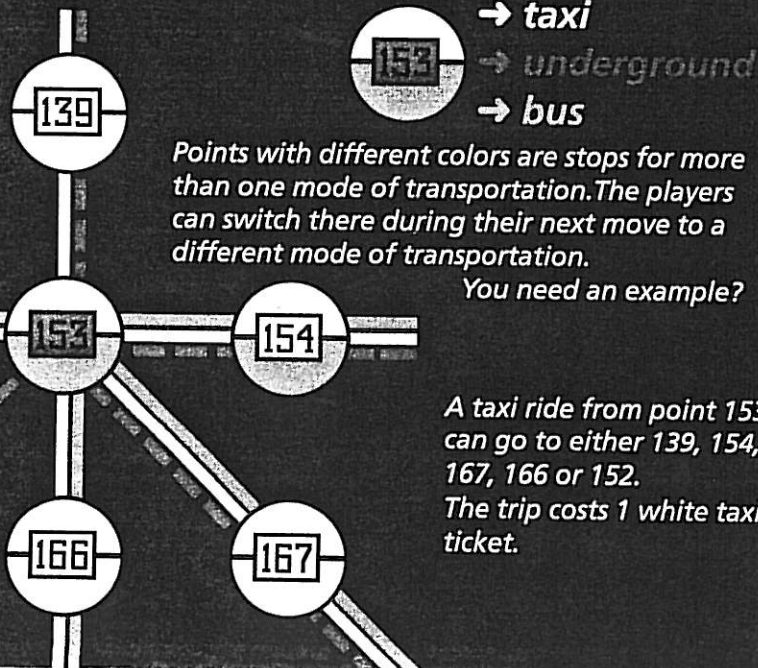 → taxi
153 → underground
→ bus
139
Points with different colors are stops for more
than one mode of transportation.The players
can switch there during their next move to a
different mode of transportation.
You need an example?
153
154
A taxi ride from point 153
can go to either 139, 154,
167, 166 or 152.
The trip costs 1 white taxi
ticket.
166
167